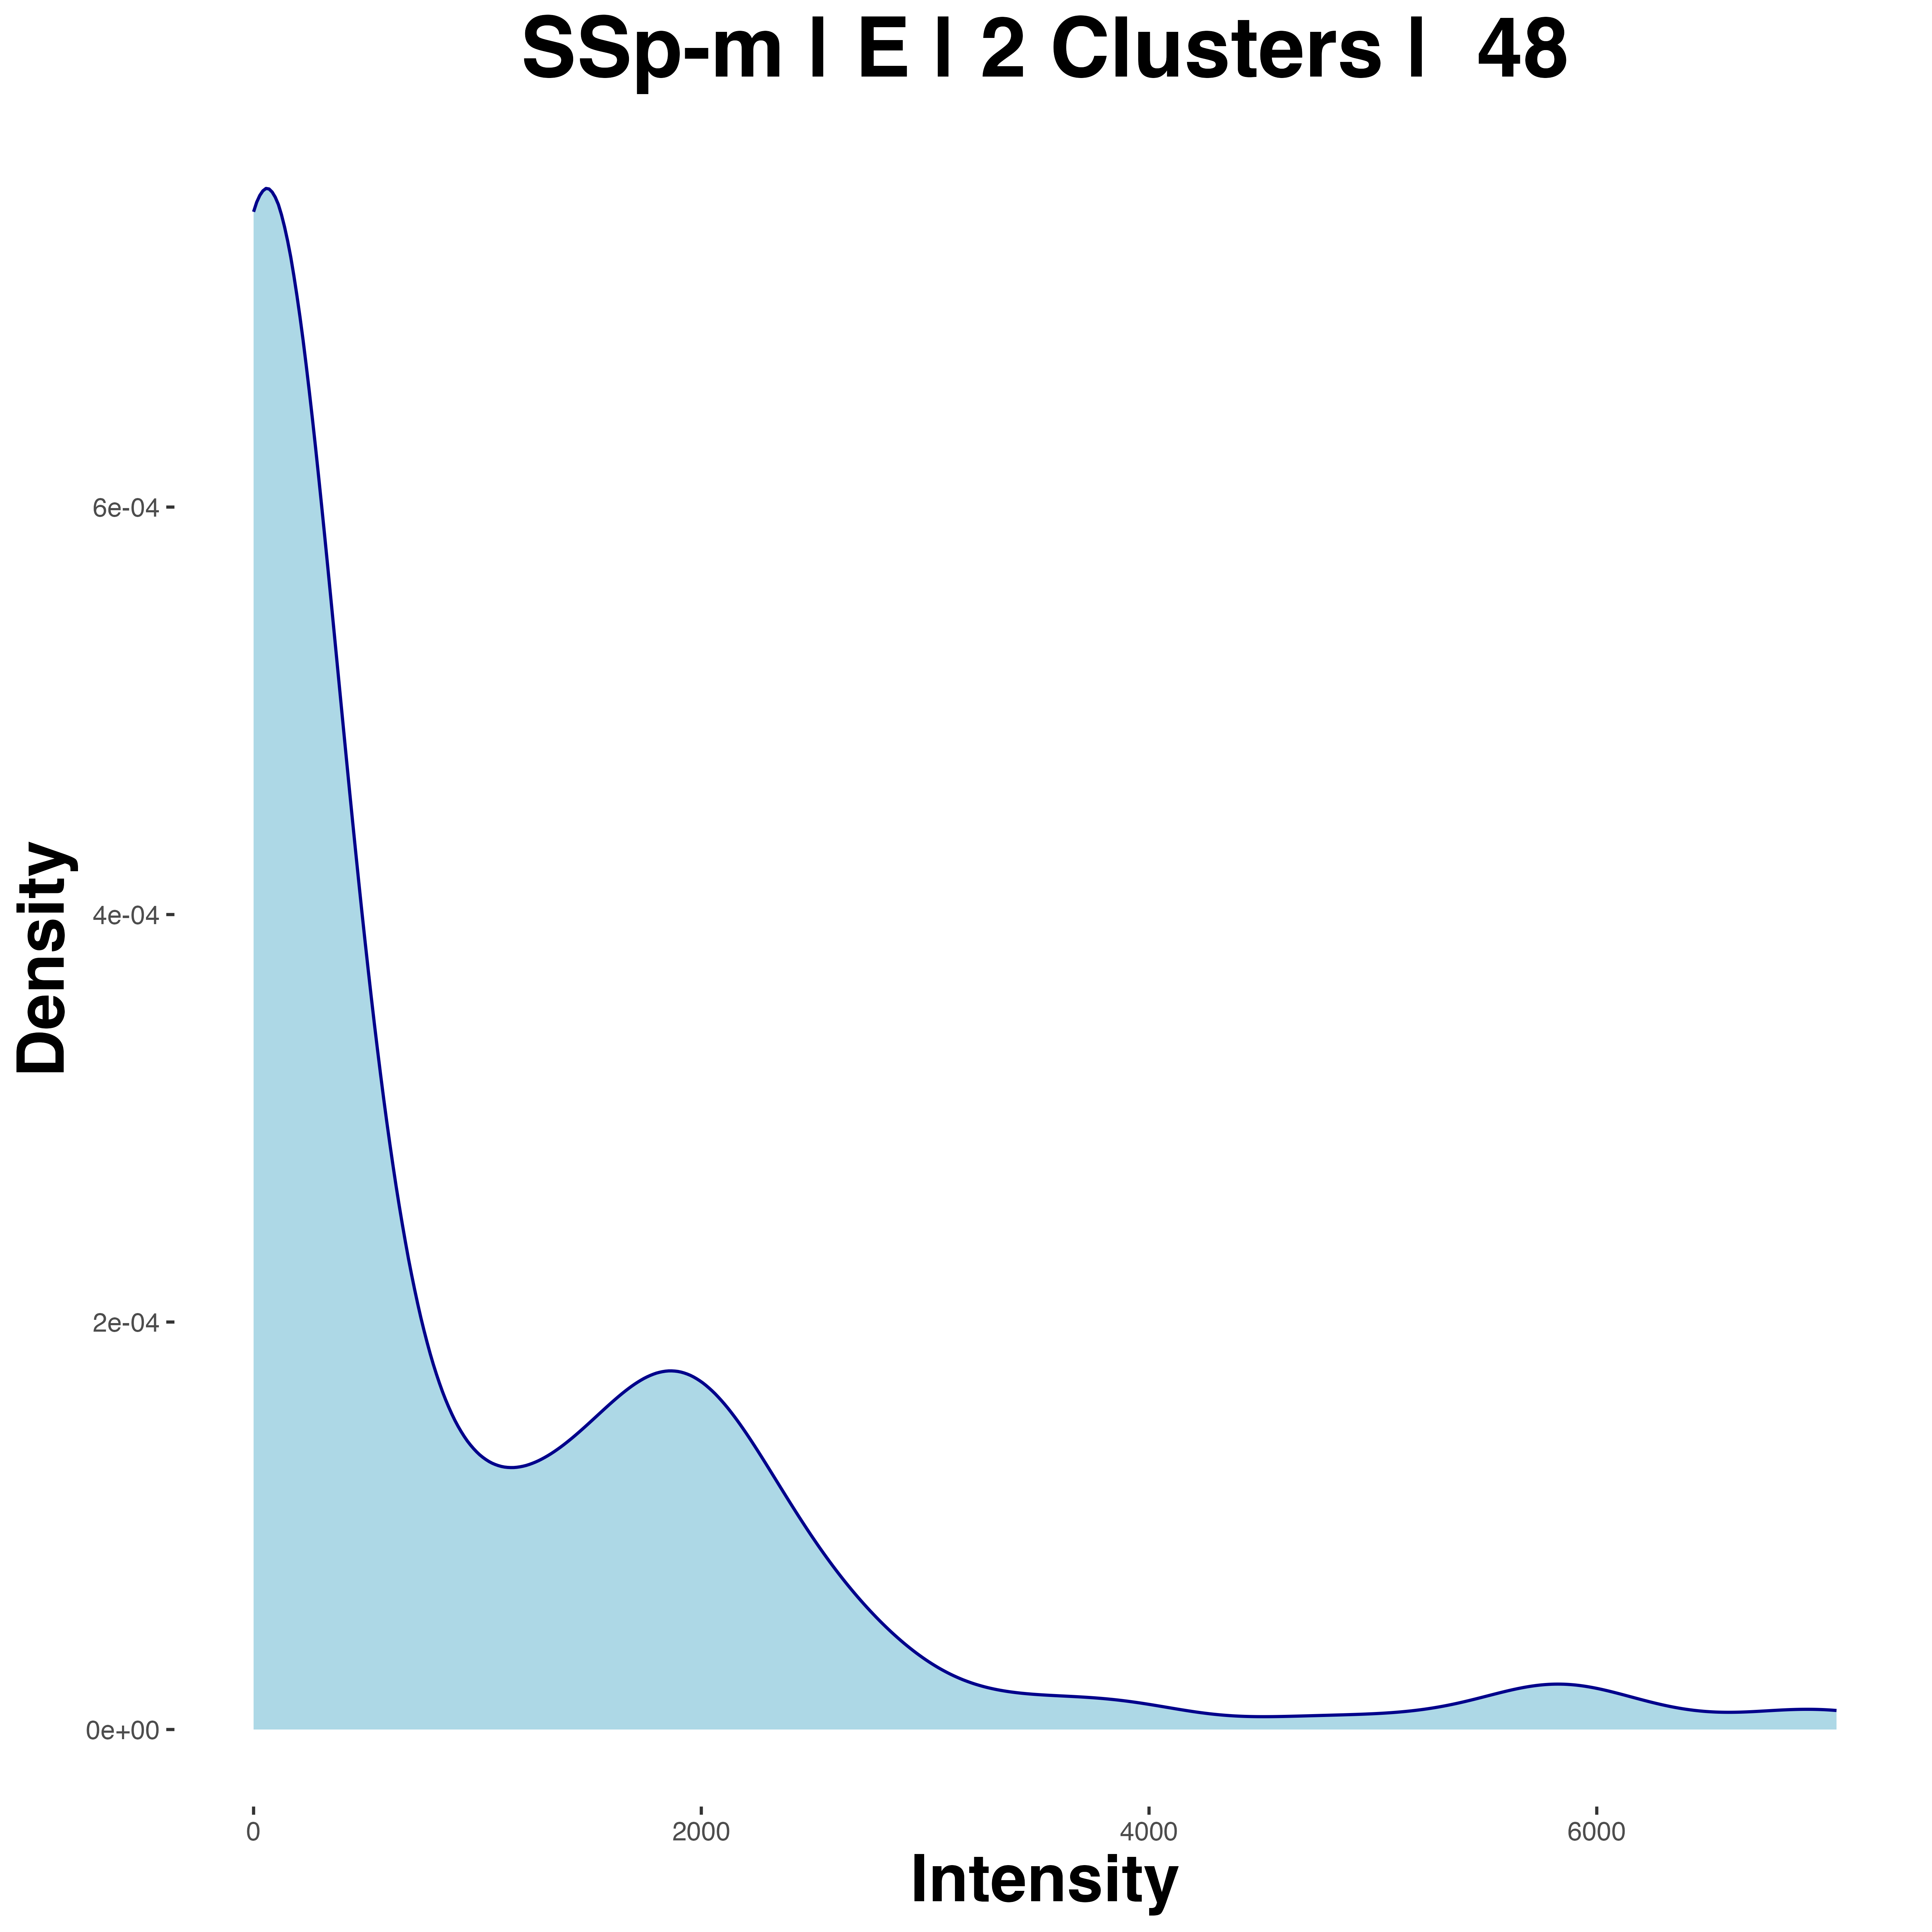 SSp-m | E | 2 Clusters | 48
Density
6e-04
4e-04
2e-04
0e+00
0 2000 4000 6000
Intensity